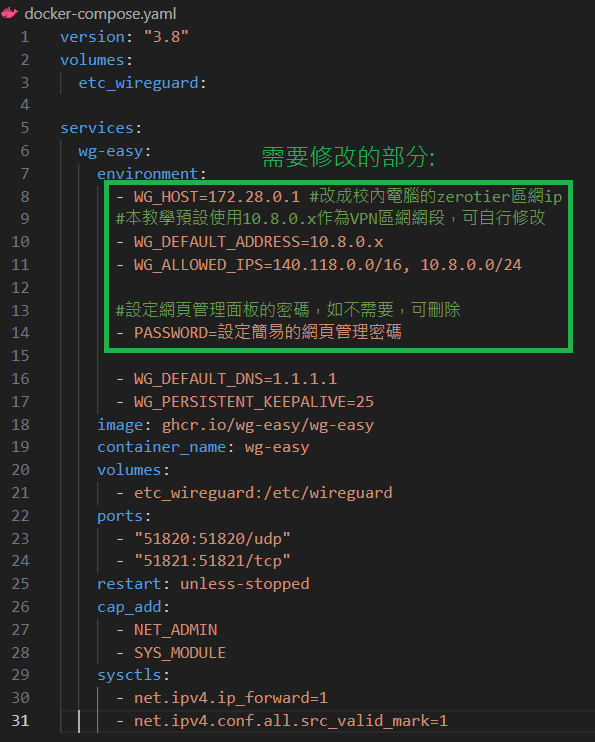 docker-compose.yaml
1 version: "3.8"
2 volumes:
3   etc_wireguard:
4
5 services:
6   wg-easy:
需要修改的部分:
7     environment:
8       - WG_HOST=172.28.0.1 #改成校內電腦的zerotier區網ip
9       #本教學預設使用10.8.0.x作為VPN區網網段，可自行修改
10       - WG_DEFAULT_ADDRESS=10.8.0.x
11       - WG_ALLOWED_IPS=140.118.0.0/16, 10.8.0.0/24
12
13       #設定網頁管理面板的密碼，如不需要，可刪除
14       - PASSWORD=設定簡易的網頁管理密碼
15
16       - WG_DEFAULT_DNS=1.1.1.1
17       - WG_PERSISTENT_KEEPALIVE=25
18     image: ghcr.io/wg-easy/wg-easy
19     container_name: wg-easy
20     volumes:
21       - etc_wireguard:/etc/wireguard
22     ports:
23       - "51820:51820/udp"
24       - "51821:51821/tcp"
25     restart: unless-stopped
26     cap_add:
27       - NET_ADMIN
28       - SYS_MODULE
29     sysctls:
30       - net.ipv4.ip_forward=1
31       - net.ipv4.conf.all.src_valid_mark=1